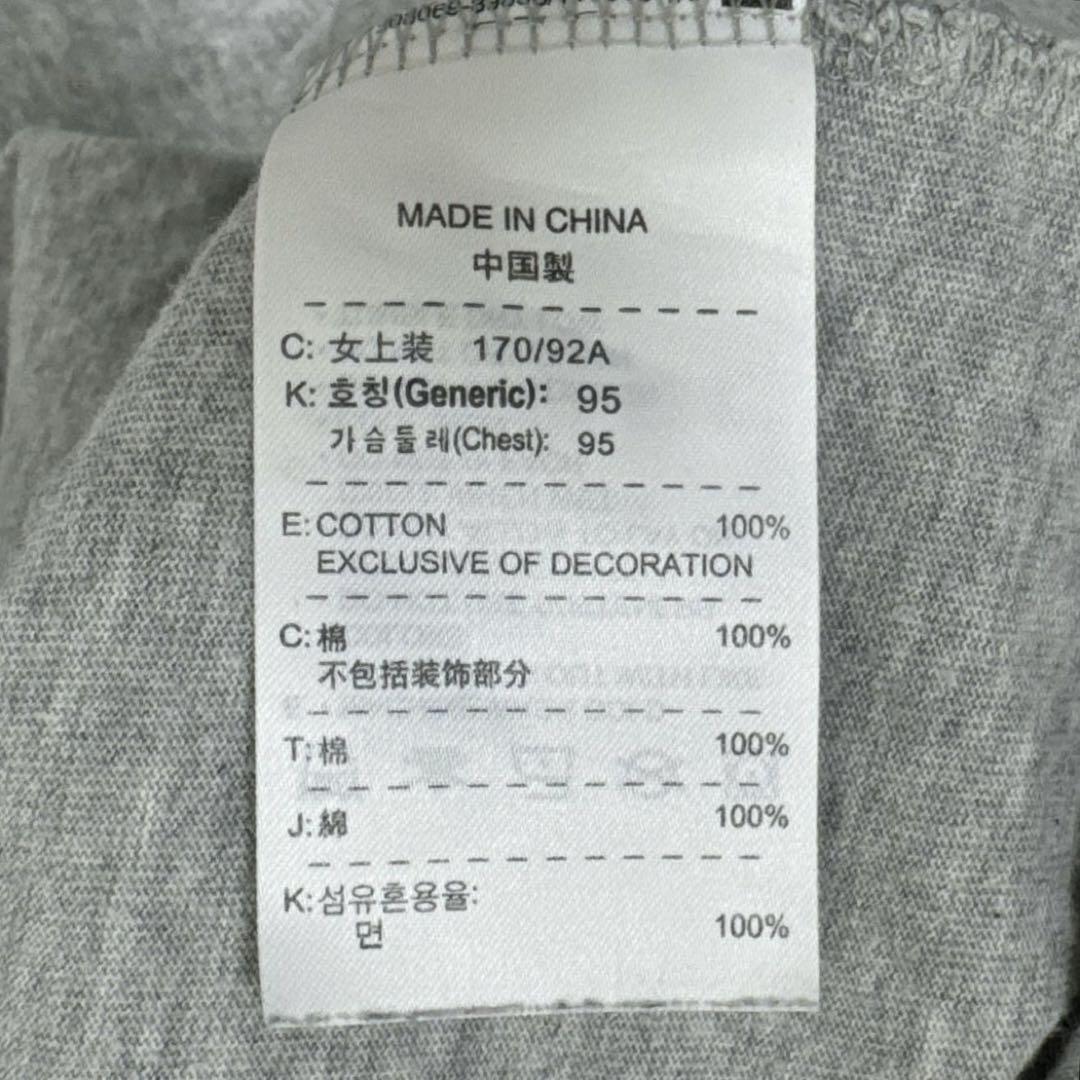 MADE IN CHINA
中国製
C: 女上装 170/92A
K: 호칭(Generic): 95
가슴둘레(Chest): 95
E: COTTON 100%
EXCLUSIVE OF DECORATION
C: 棉 100%
不包括装饰部分
T: 棉 100%
J: 綿 100%
K: 섬유혼용율:
면 100%